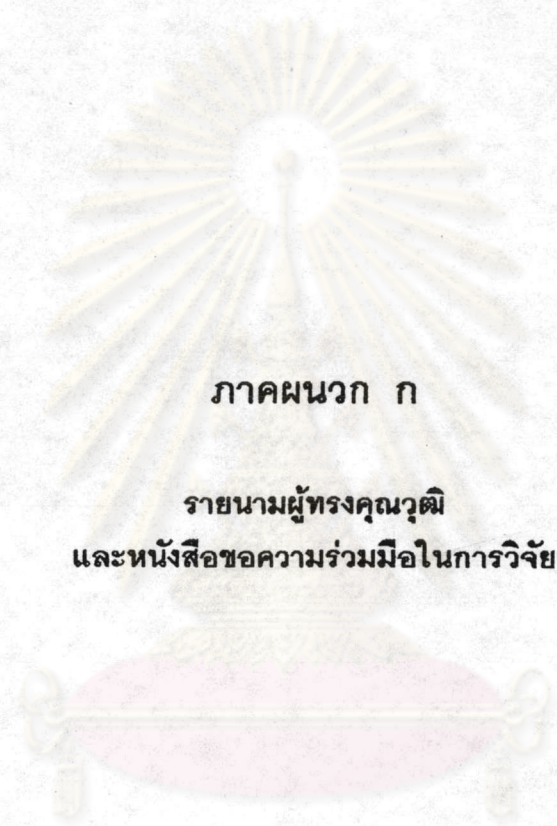 ภาคผนวก ก
รายนามผู้ทรงคุณวุฒิ
และหนังสือขอความร่วมมือในการวิจัย